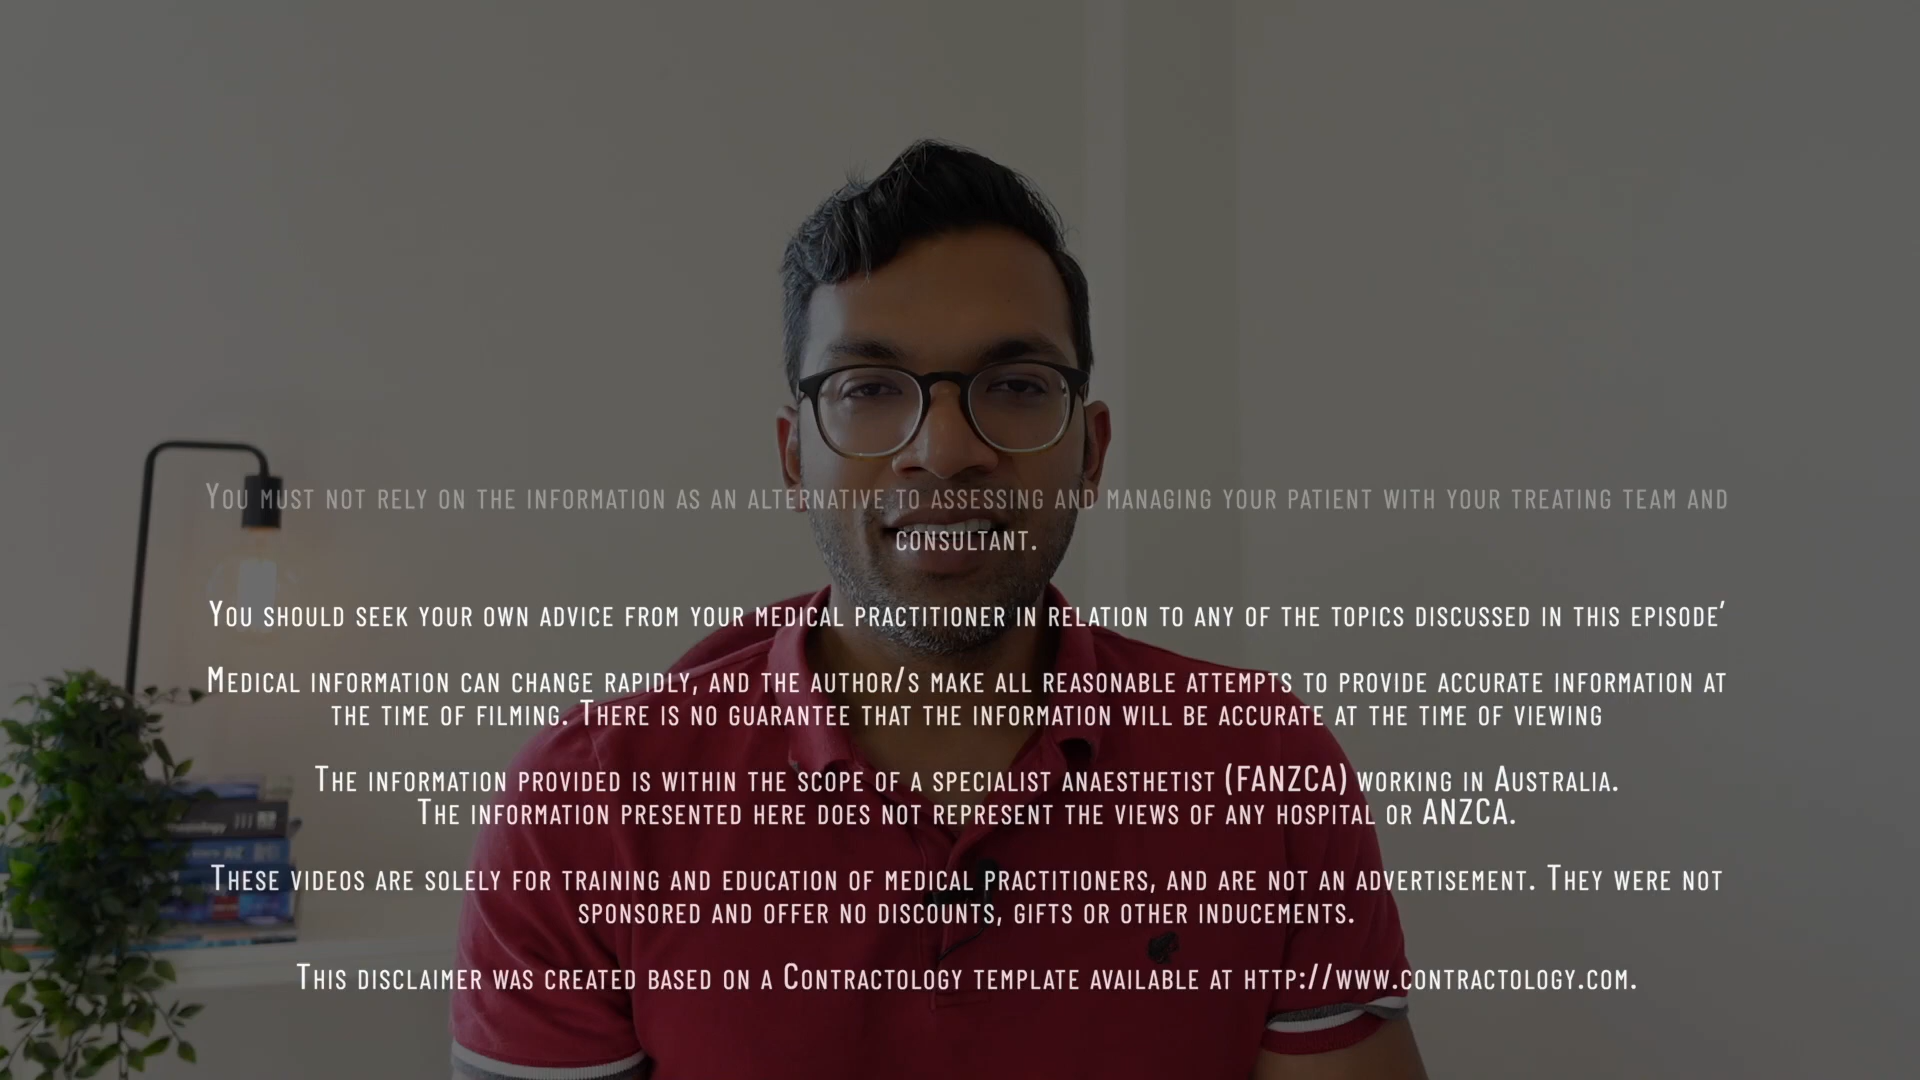 You must not rely on the information as an alternative to assessing and managing your patient with your treating team and
consultant.
You should seek your own advice from your medical practitioner in relation to any of the topics discussed in this episode’
Medical information can change rapidly, and the author/s make all reasonable attempts to provide accurate information at
the time of filming. There is no guarantee that the information will be accurate at the time of viewing
The information provided is within the scope of a specialist anaesthetist (FANZCA) working in Australia.
The information presented here does not represent the views of any hospital or ANZCA.
These videos are solely for training and education of medical practitioners, and are not an advertisement. They were not
sponsored and offer no discounts, gifts or other inducements.
This disclaimer was created based on a Contractology template available at http://www.contractology.com.